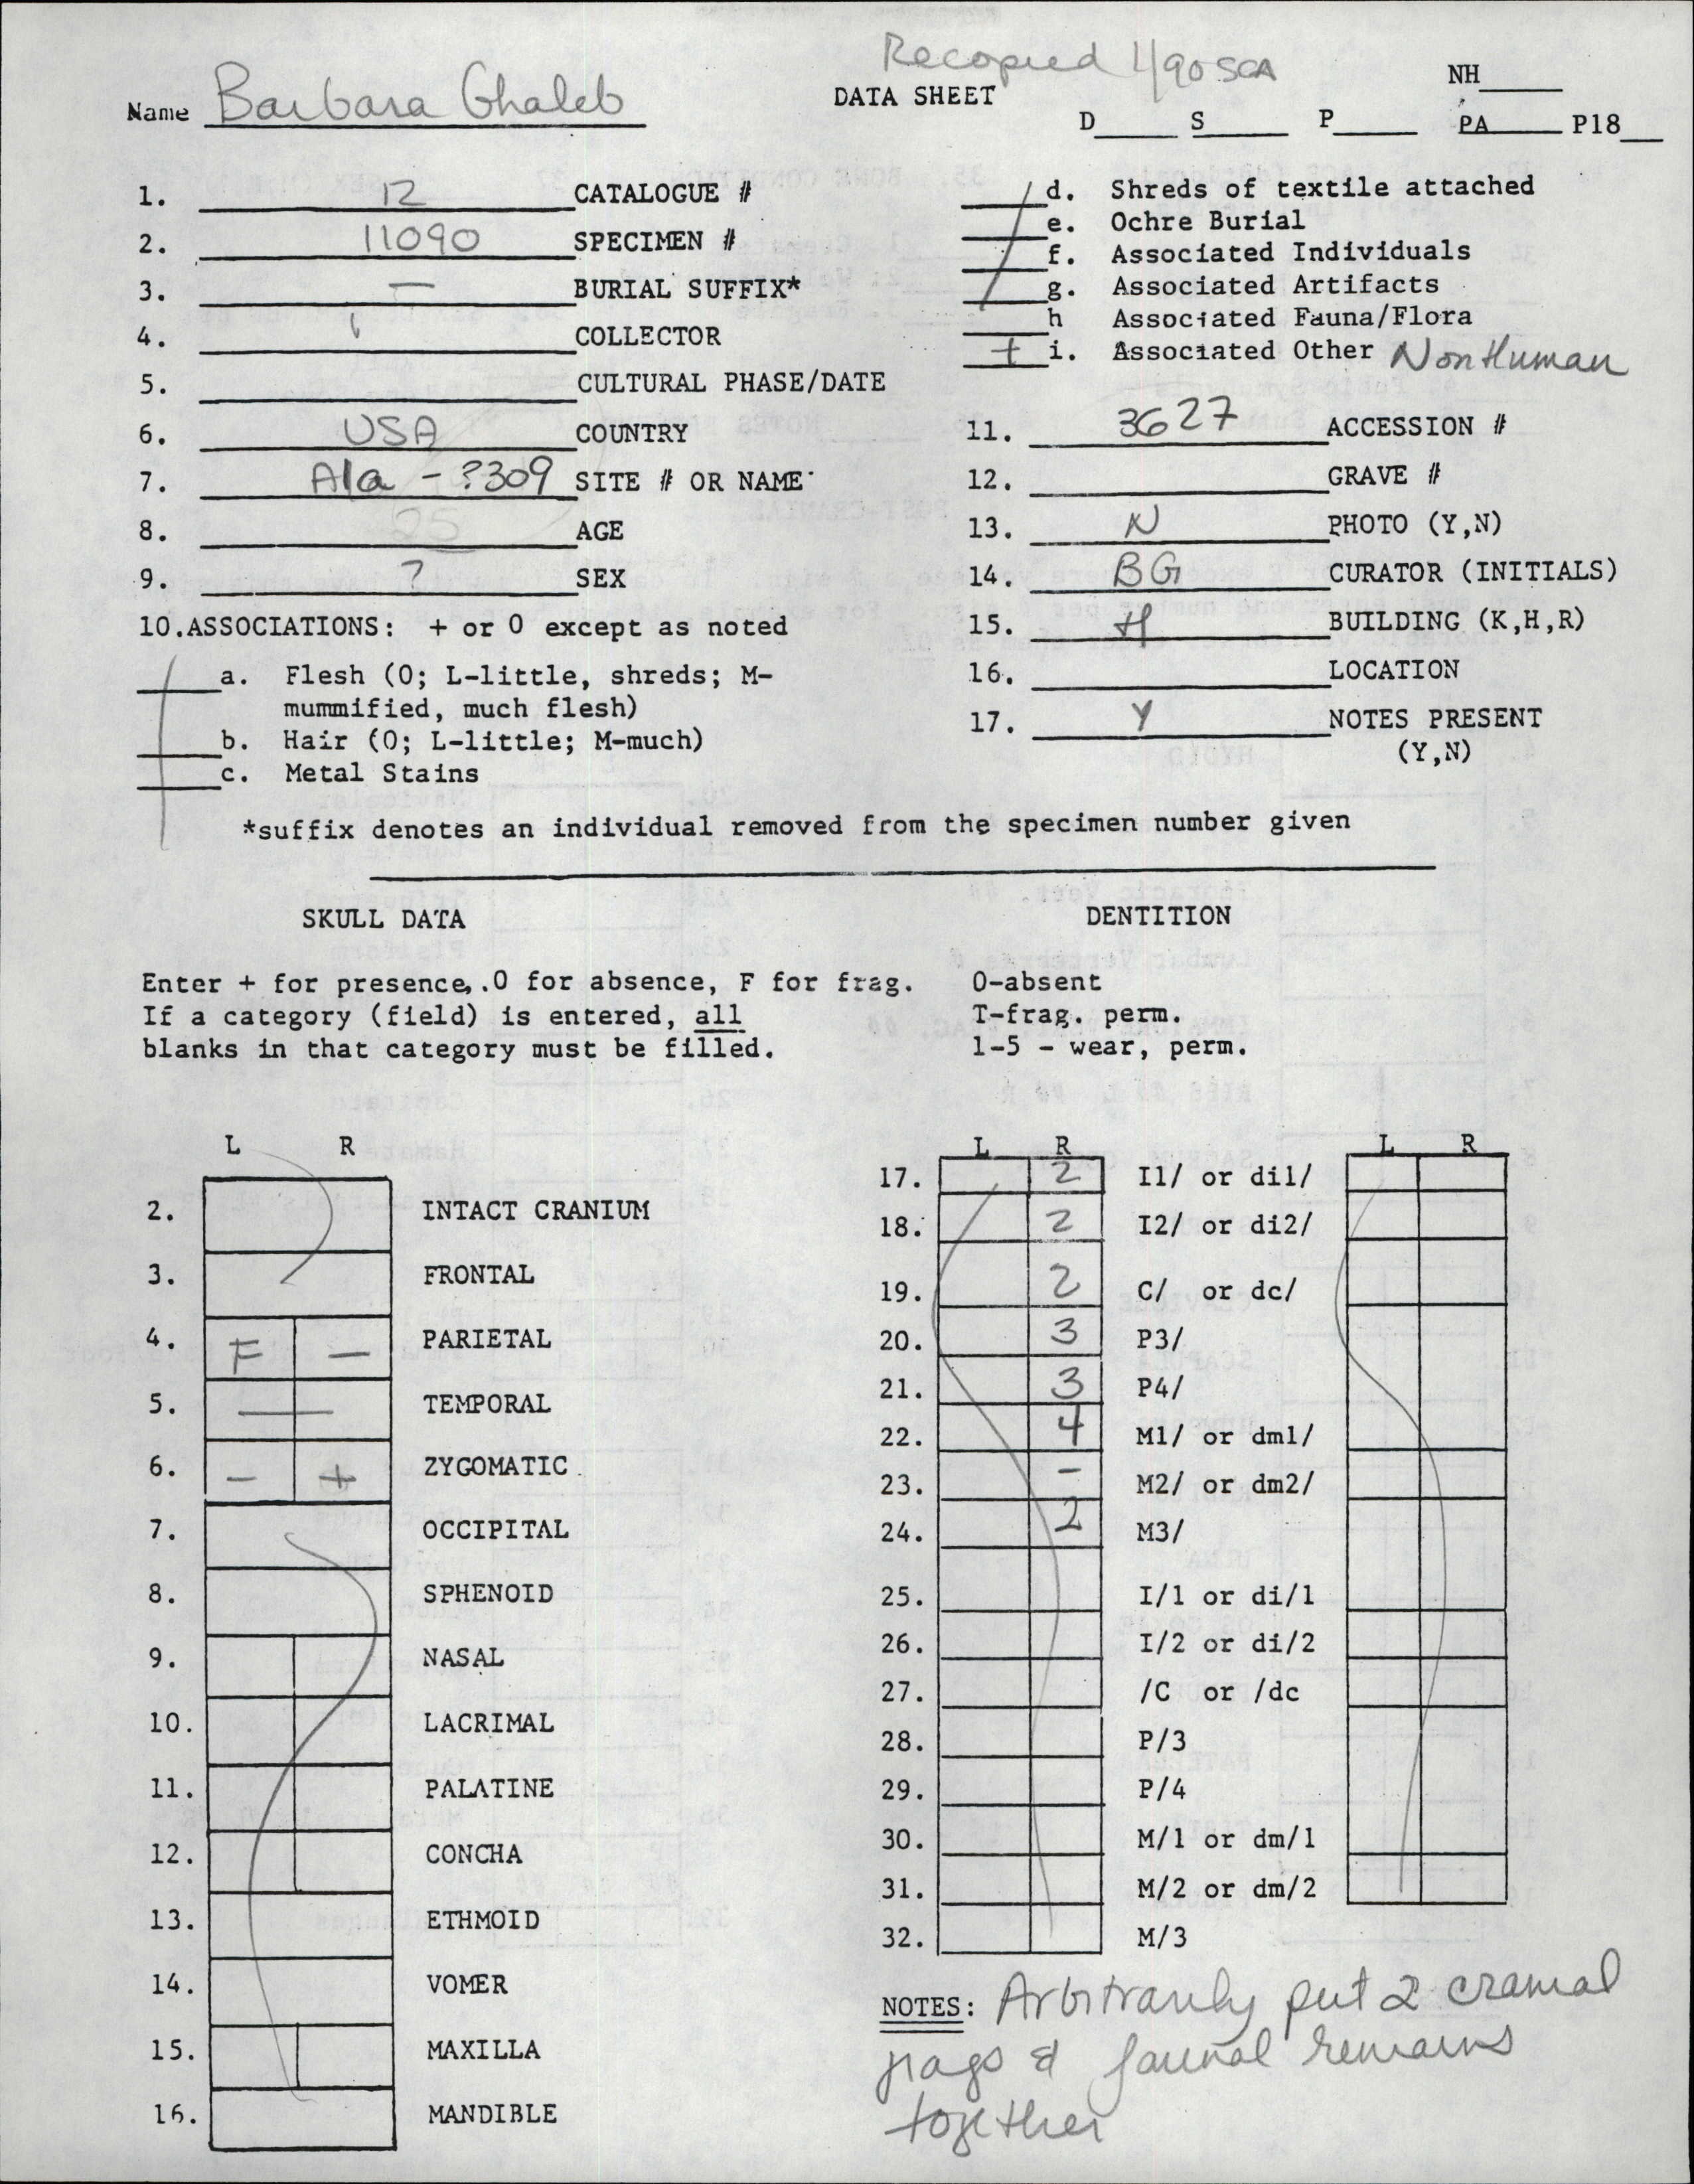 Recopied 4/90 SCA
NH
Name Barbara Ghaleb
DATA SHEET
D S P PA P18
1. 12 CATALOGUE #
2. 11090 SPECIMEN #
3. — BURIAL SUFFIX*
4. COLLECTOR
5. CULTURAL PHASE/DATE
6. USA COUNTRY
7. Ala - ?309 SITE # OR NAME
8. 25 AGE
9. ? SEX
10.ASSOCIATIONS: + or 0 except as noted
a. Flesh (0; L-little, shreds; M-
mummified, much flesh)
b. Hair (0; L-little; M-much)
c. Metal Stains
d. Shreds of textile attached
e. Ochre Burial
f. Associated Individuals
g. Associated Artifacts
h Associated Fauna/Flora
+ i. Associated Other Non Human
11. 3627 ACCESSION #
12. GRAVE #
13. N PHOTO (Y,N)
14. BG CURATOR (INITIALS)
15. H BUILDING (K,H,R)
16. LOCATION
17. Y NOTES PRESENT
(Y,N)
*suffix denotes an individual removed from the specimen number given
SKULL DATA
Enter + for presence, .0 for absence, F for frag.
If a category (field) is entered, all
blanks in that category must be filled.
L R
2. INTACT CRANIUM
3. FRONTAL
4. F — PARIETAL
5. — TEMPORAL
6. — + ZYGOMATIC
7. OCCIPITAL
8. SPHENOID
9. NASAL
10. LACRIMAL
11. PALATINE
12. CONCHA
13. ETHMOID
14. VOMER
15. MAXILLA
16. MANDIBLE
DENTITION
0-absent
T-frag. perm.
1-5 - wear, perm.
L R L R
17. 2 I1/ or di1/
18. 2 I2/ or di2/
19. 2 C/ or dc/
20. 3 P3/
21. 3 P4/
22. 4 M1/ or dm1/
23. - M2/ or dm2/
24. 2 M3/
25. I/1 or di/1
26. I/2 or di/2
27. /C or /dc
28. P/3
29. P/4
30. M/1 or dm/1
31. M/2 or dm/2
32. M/3
NOTES: Arbitrarily put 2 cranial
frags & faunal remains
together